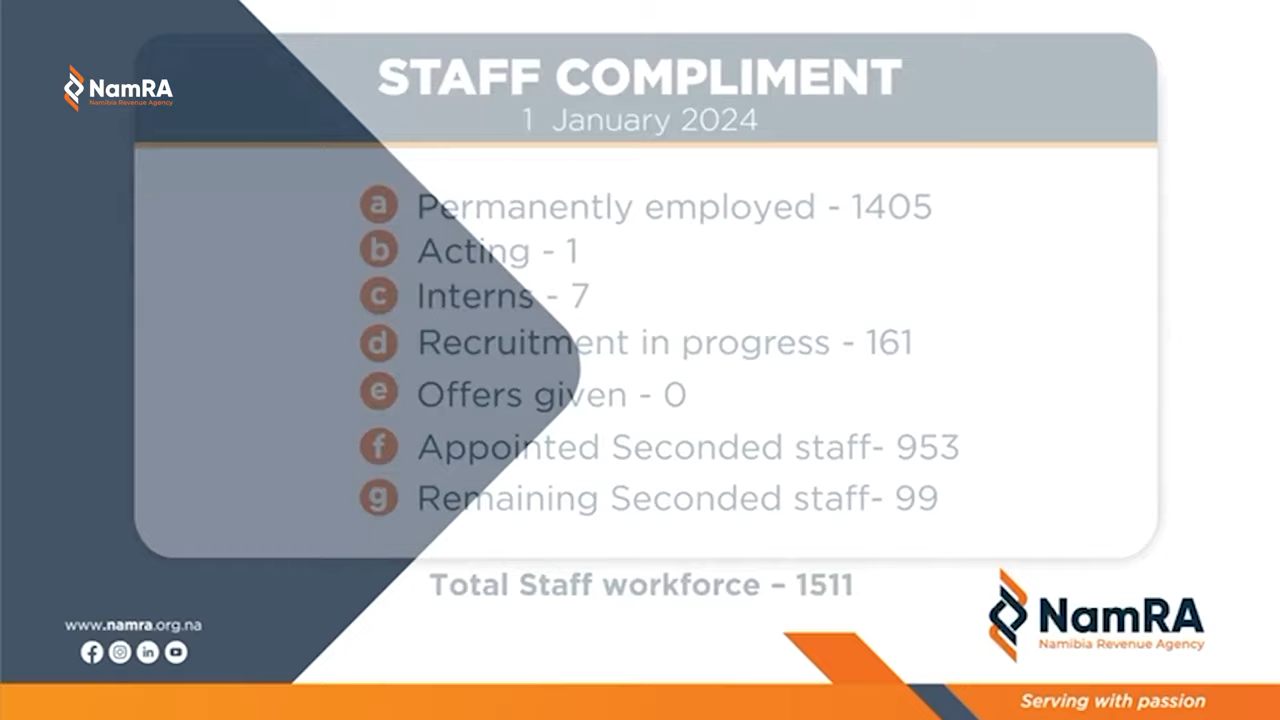 NamRA
Namibia Revenue Agency
STAFF COMPLIMENT
1 January 2024
a Permanently employed - 1405
b Acting - 1
c Interns - 7
d Recruitment in progress - 161
e Offers given - 0
f Appointed Seconded staff- 953
g Remaining Seconded staff- 99
Total Staff workforce – 1511
www.namra.org.na
NamRA
Namibia Revenue Agency
Serving with passion